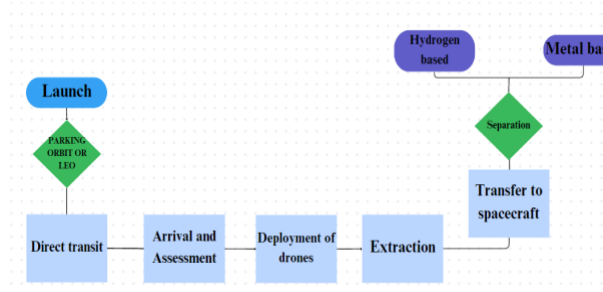 Hydrogen
based
Metal
Launch
PARKING
ORBIT OR
LEO
Separation
Transfer to
spacecraft
Direct transit
Arrival and
Assessment
Deployment of
drones
Extraction